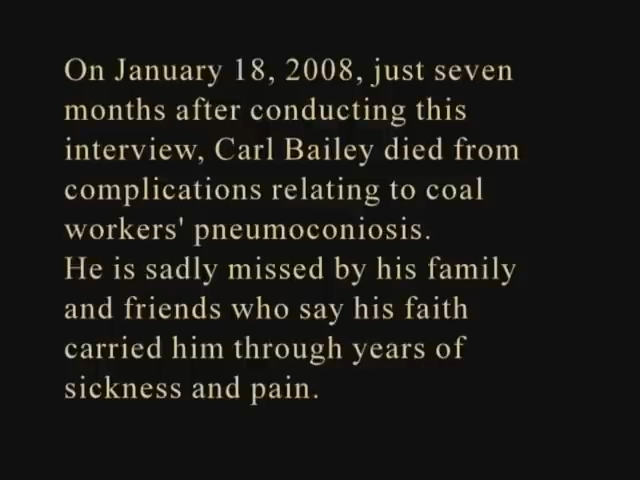 On January 18, 2008, just seven
months after conducting this
interview, Carl Bailey died from
complications relating to coal
workers' pneumoconiosis.
He is sadly missed by his family
and friends who say his faith
carried him through years of
sickness and pain.